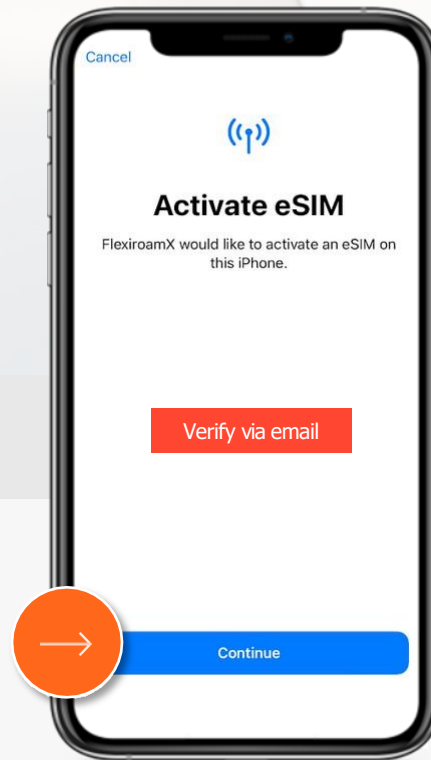 Cancel
Activate eSIM
FlexiroamX would like to activate an eSIM on
this iPhone.
Verify via email
Continue